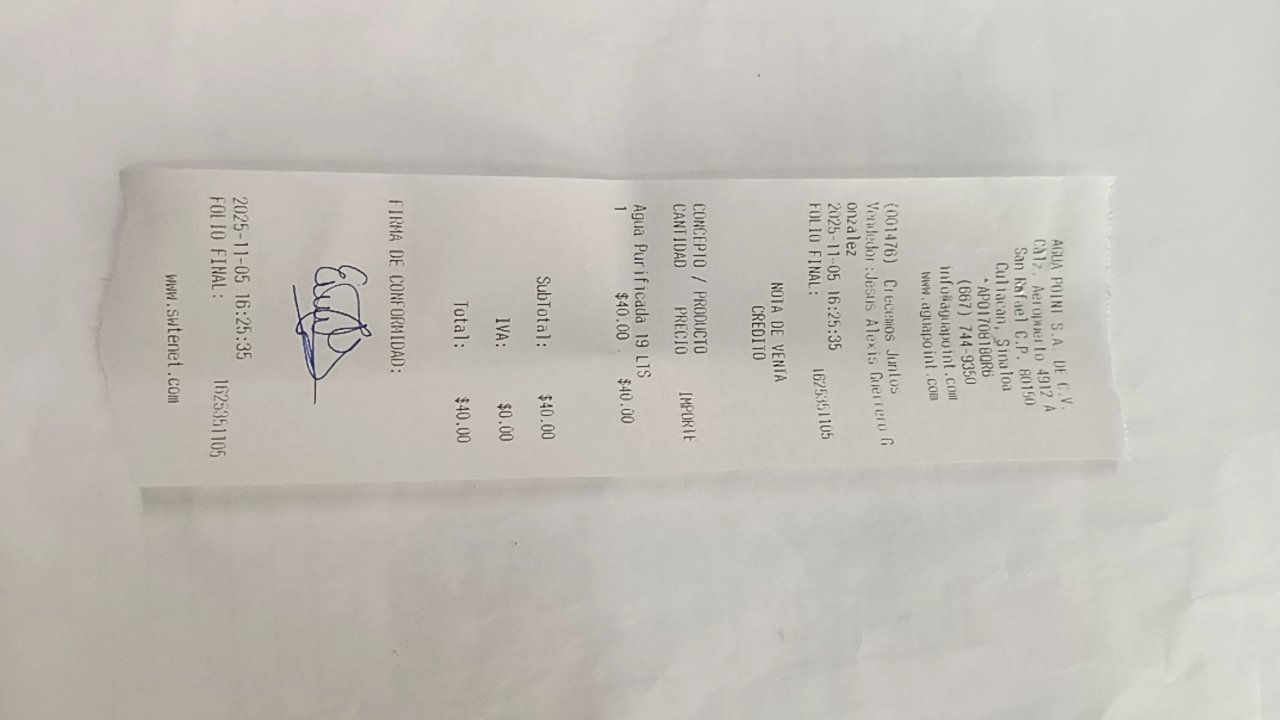 AGUA POINT S.A. DE C.V.
Calz. Aeropuerto 4912 A
San Rafael C.P. 80150
Culiacan, Sinaloa
*APO170818QR6
(667) 744-9350
info@aguapoint.com
www.aguapoint.com
(001476) Crecemos Juntos
Vendedor:Jesus Alexis Guerrero G
onzalez
2025-11-05 16:25:35
FOLIO FINAL: 1625351105
NOTA DE VENTA
CREDITO
CONCEPTO / PRODUCTO
CANTIDAD PRECIO IMPORTE
Agua Purificada 19 LTS
1 $40.00 $40.00
SubTotal: $40.00
IVA: $0.00
Total: $40.00
FIRMA DE CONFORMIDAD:
2025-11-05 16:25:35
FOLIO FINAL: 1625351105
www.swtenet.com